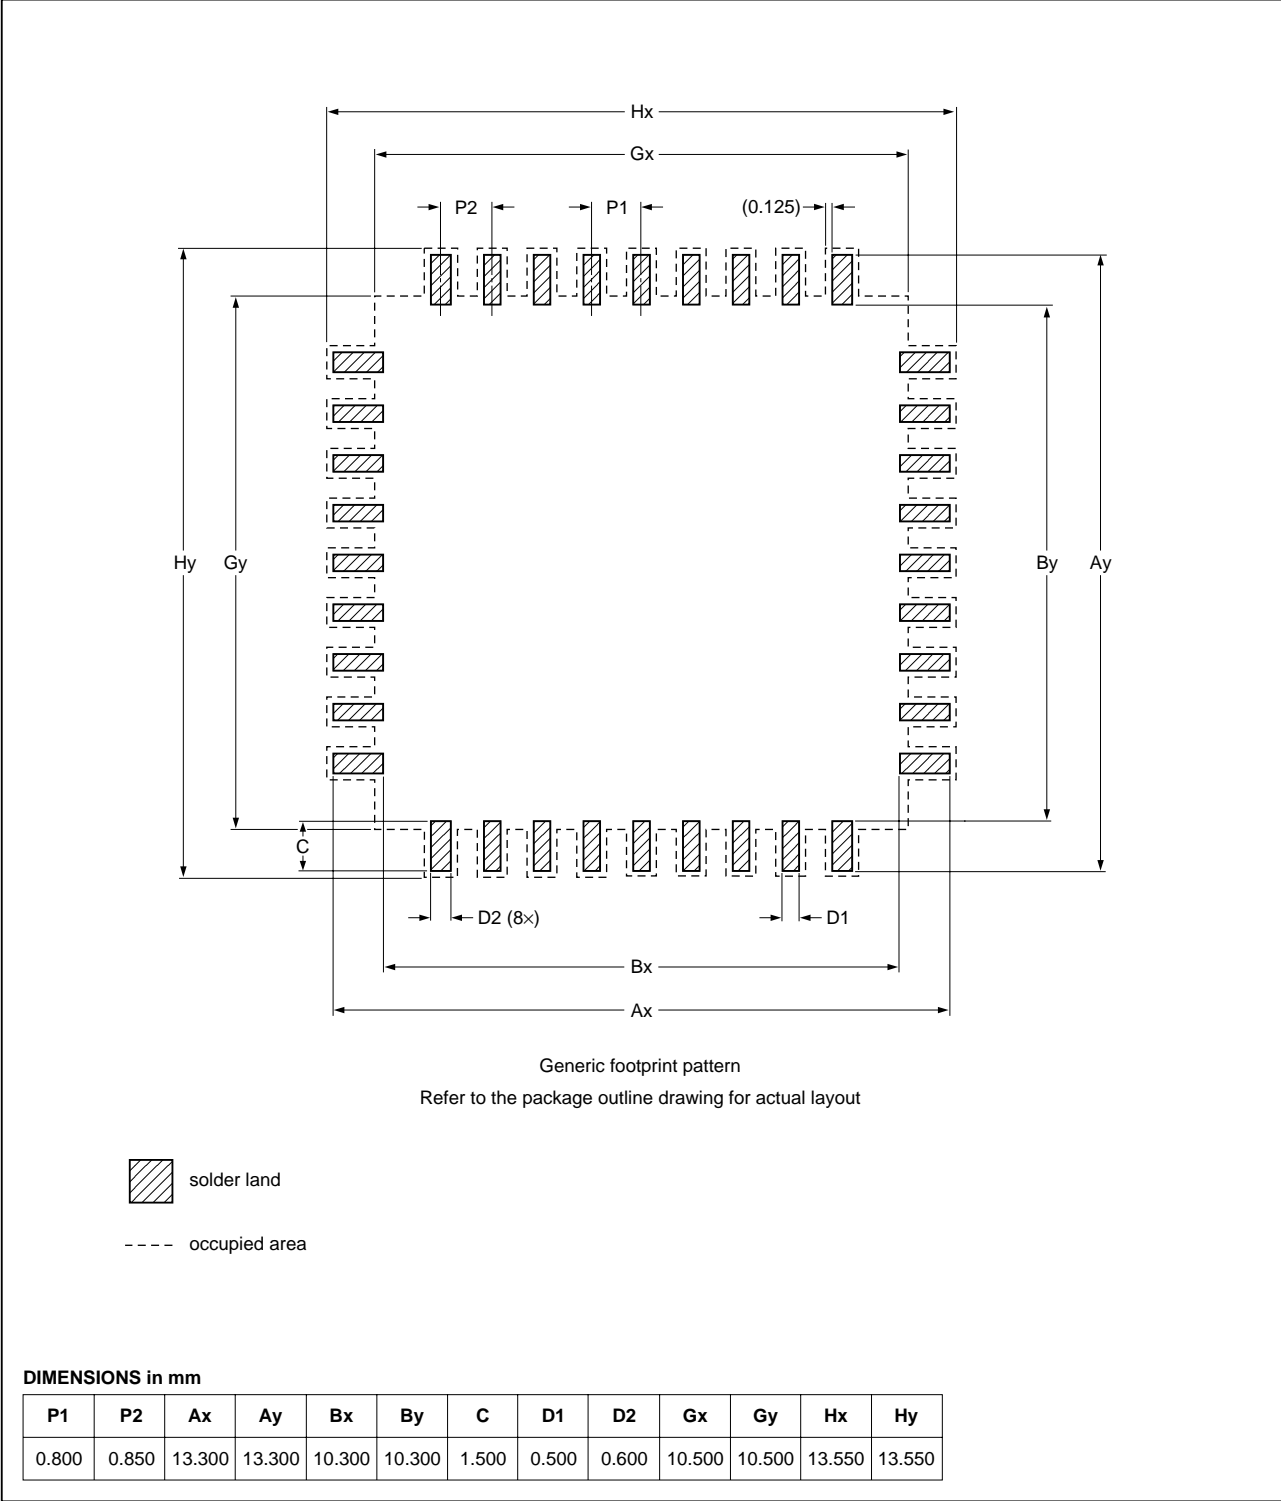 Hx
Gx
P2 P1 (0.125)
Hy Gy By Ay
C
D2 (8×) D1
Bx
Ax
Generic footprint pattern
Refer to the package outline drawing for actual layout
solder land
occupied area
DIMENSIONS in mm
P1 P2 Ax Ay Bx By C D1 D2 Gx Gy Hx Hy
0.800 0.850 13.300 13.300 10.300 10.300 1.500 0.500 0.600 10.500 10.500 13.550 13.550